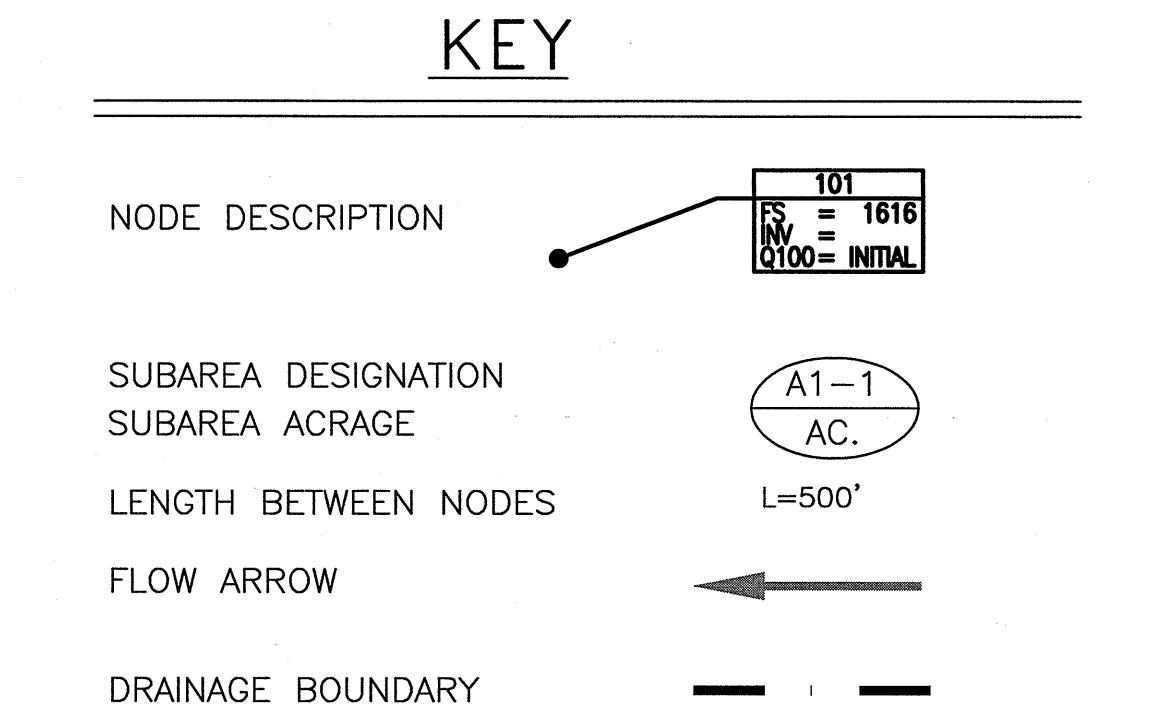 KEY
NODE DESCRIPTION
101
FS = 1616
INV =
Q100= INITIAL
SUBAREA DESIGNATION
SUBAREA ACRAGE
A1-1
AC.
LENGTH BETWEEN NODES
L=500'
FLOW ARROW
DRAINAGE BOUNDARY